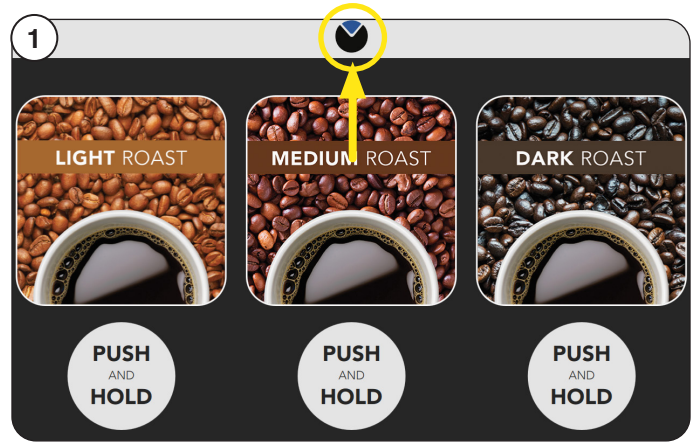 1
LIGHT ROAST
MEDIUM ROAST
DARK ROAST
PUSH
AND
HOLD
PUSH
AND
HOLD
PUSH
AND
HOLD